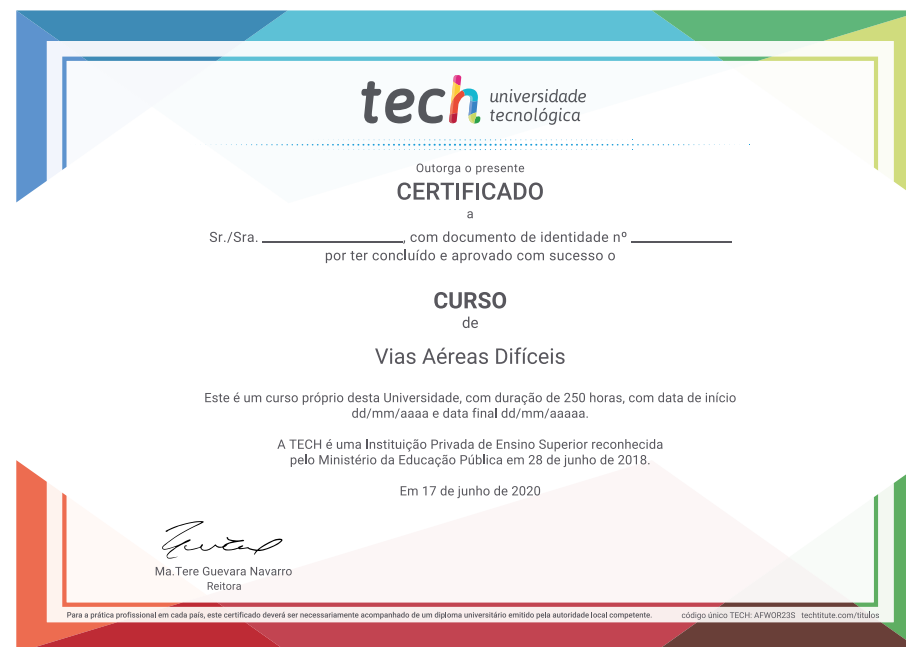 tech universidade
tecnológica
Outorga o presente
CERTIFICADO
a
Sr./Sra. ____________, com documento de identidade nº ____________
por ter concluído e aprovado com sucesso o
CURSO
de
Vias Aéreas Difíceis
Este é um curso próprio desta Universidade, com duração de 250 horas, com data de início
dd/mm/aaaa e data final dd/mm/aaaaa.
A TECH é uma Instituição Privada de Ensino Superior reconhecida
pelo Ministério da Educação Pública em 28 de junho de 2018.
Em 17 de junho de 2020
Ma.Tere Guevara Navarro
Reitora
Para a prática profissional em cada país, este certificado deverá ser necessariamente acompanhado de um diploma universitário emitido pela autoridade local competente. código único TECH: AFWOR23S techtitute.com/titulos